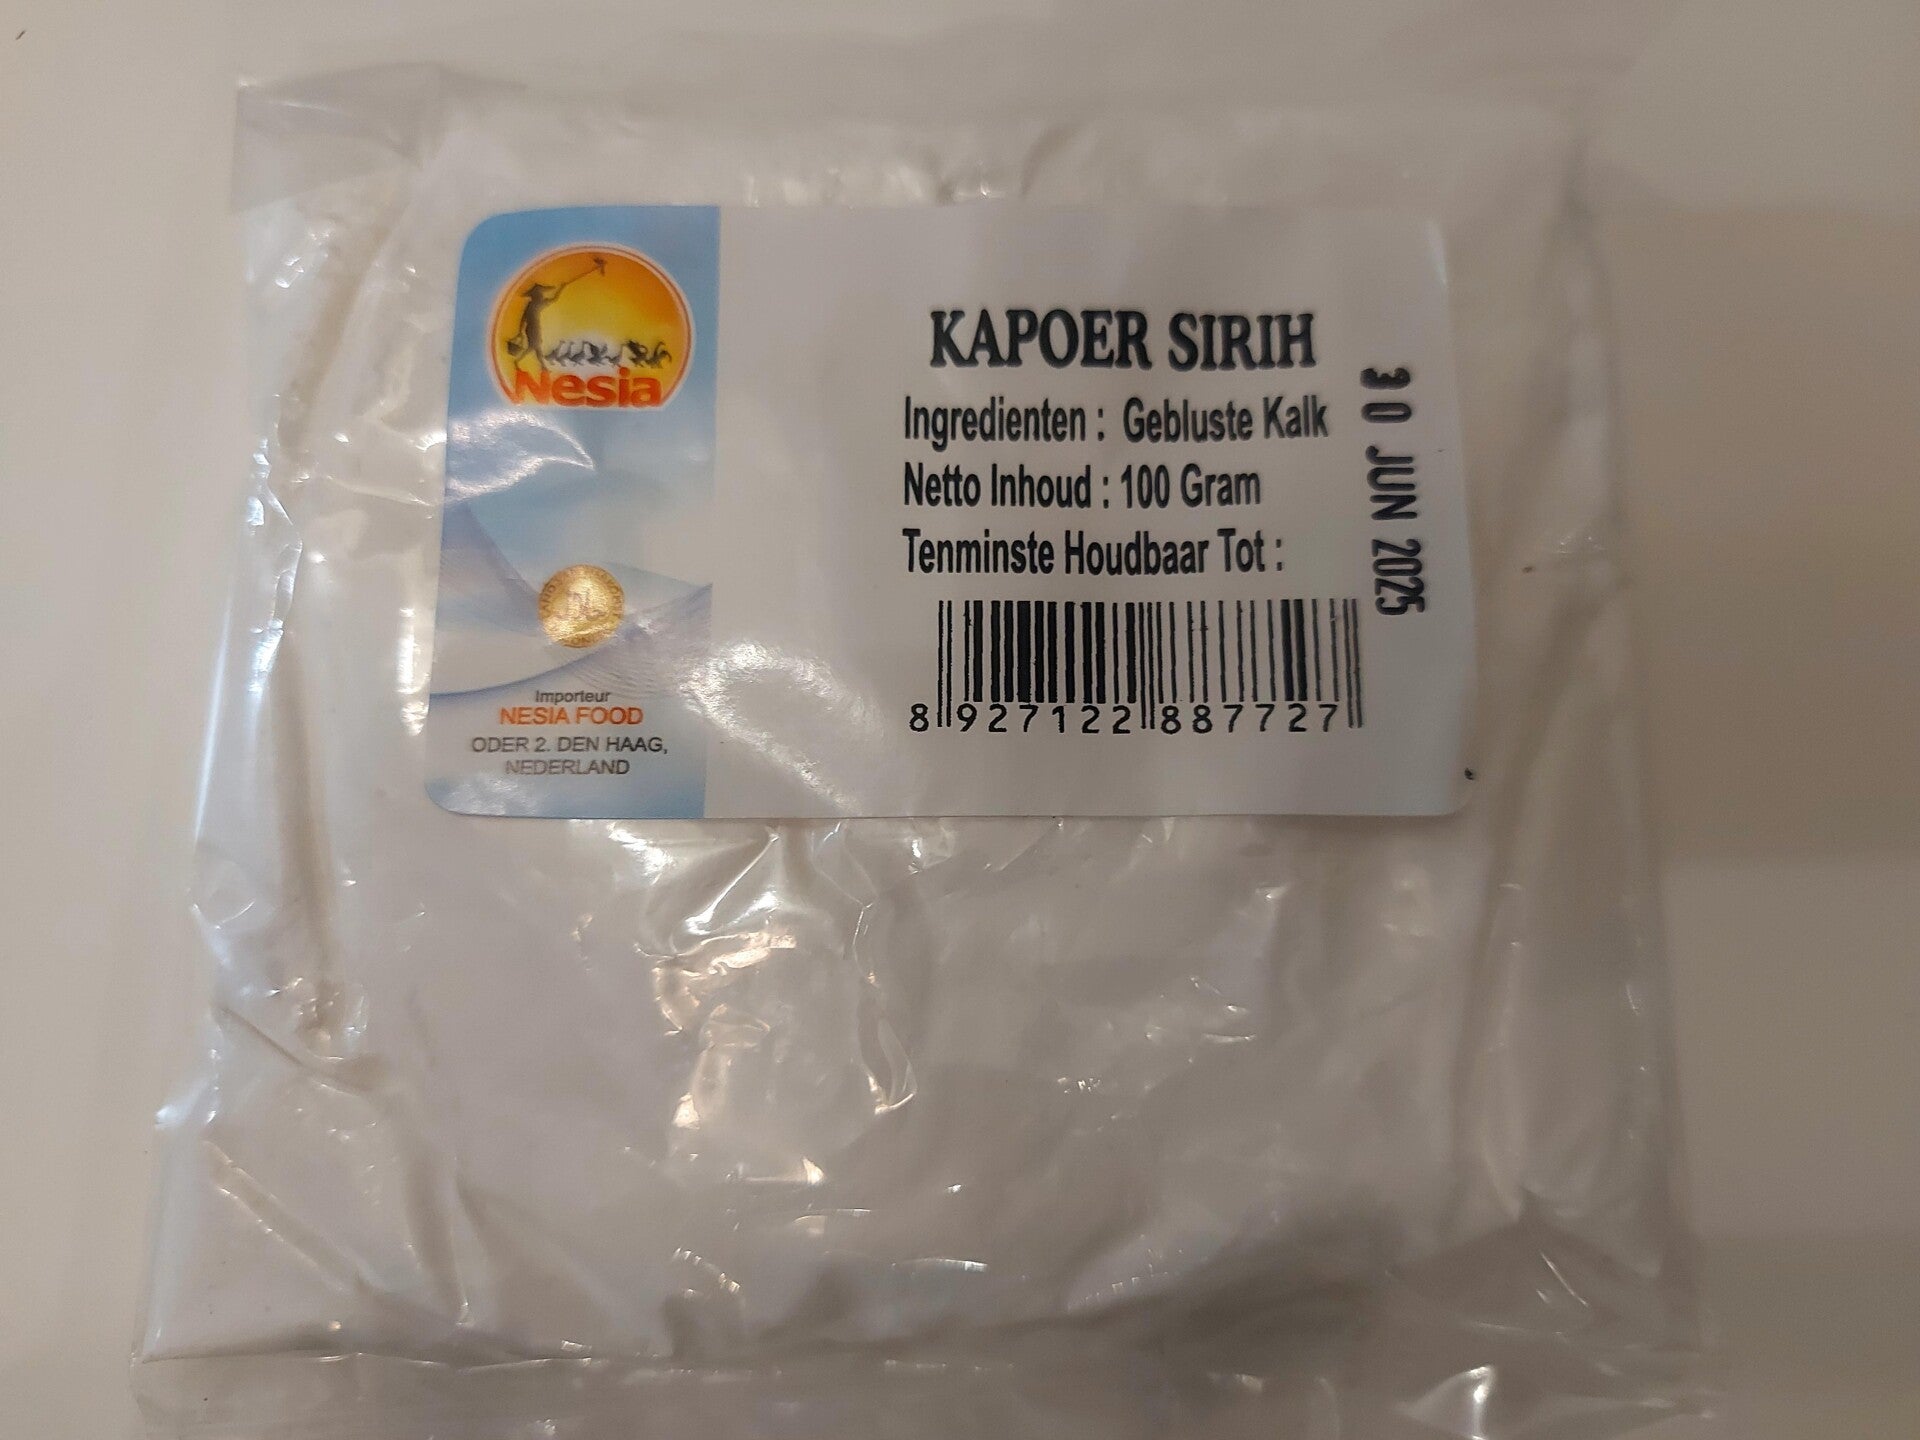 Nesia
Importeur
NESIA FOOD
ODER 2. DEN HAAG,
NEDERLAND
KAPOER SIRIH
Ingredienten : Gebluste Kalk
Netto Inhoud : 100 Gram
Tenminste Houdbaar Tot :
30 JUN 2025
8 927122 887727